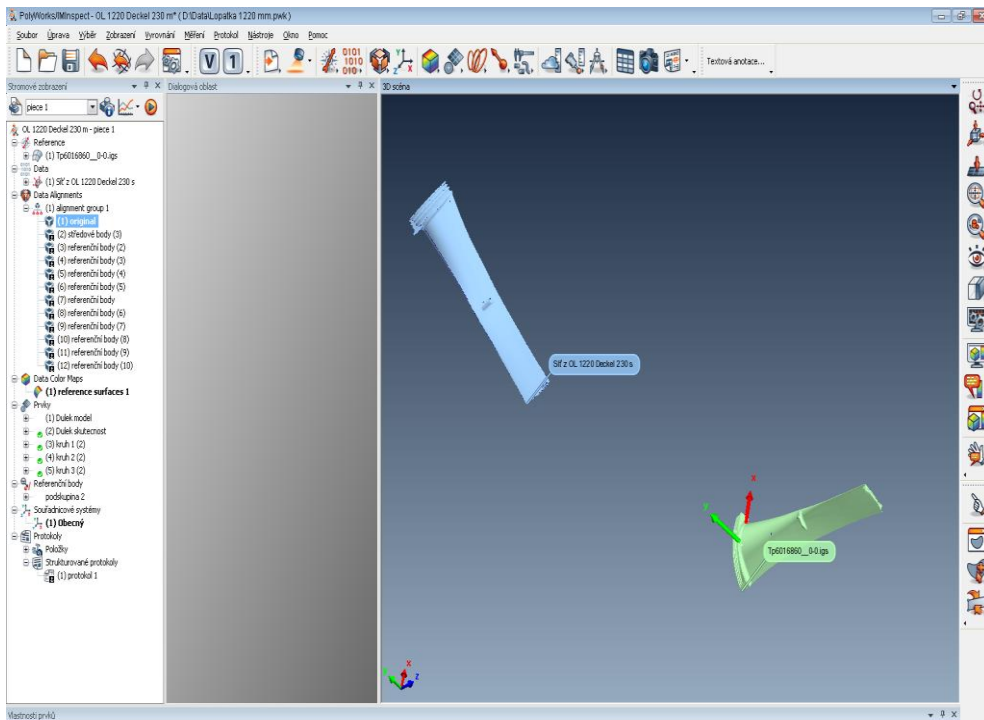 PolyWorks/IMInspect - OL 1220 Deckel 230 m* ( D:\Data\Lopatka 1220 mm.pwk )
Soubor Úprava Výběr Zobrazení Vyrovnání Měření Protokol Nástroje Okno Pomoc
V 1
0101
1010
010
Textová anotace...
Stromové zobrazení
Dialogová oblast
3D scéna
piece 1
OL 1220 Deckel 230 m - piece 1
Reference
(1) Tp6016860__0-0.igs
Data
(1) Síť z OL 1220 Deckel 230 s
Data Alignments
(1) alignment group 1
(1) original
(2) středové body (3)
(3) referenční body (2)
(4) referenční body (3)
(5) referenční body (4)
(6) referenční body (5)
(7) referenční body
(8) referenční body (6)
(9) referenční body (7)
(10) referenční body (8)
(11) referenční body (9)
(12) referenční body (10)
Data Color Maps
(1) reference surfaces 1
Prvky
(1) Dulek model
(2) Dulek skutecnost
(3) kruh 1 (2)
(4) kruh 2 (2)
(5) kruh 3 (2)
Referenční body
podskupina 2
Souřadnicové systémy
(1) Obecný
Protokoly
Položky
Strukturované protokoly
(1) protokol 1
Síť z OL 1220 Deckel 230 s
x
y
Tp6016860__0-0.igs
x
z
Vlastnosti prvků